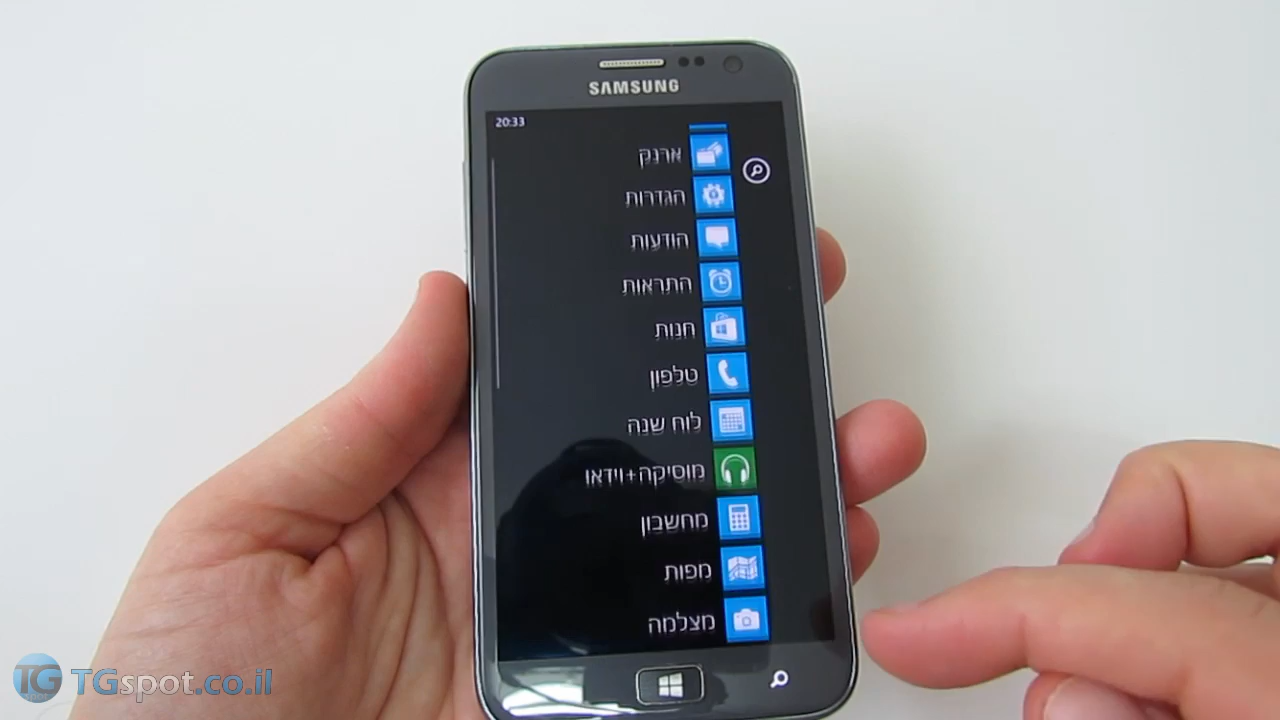 SAMSUNG
20:33
ארנק
הגדרות
הודעות
התראות
חנות
טלפון
לוח שנה
מוסיקה+וידאו
מחשבון
מפות
מצלמה
TG TGspot.co.il